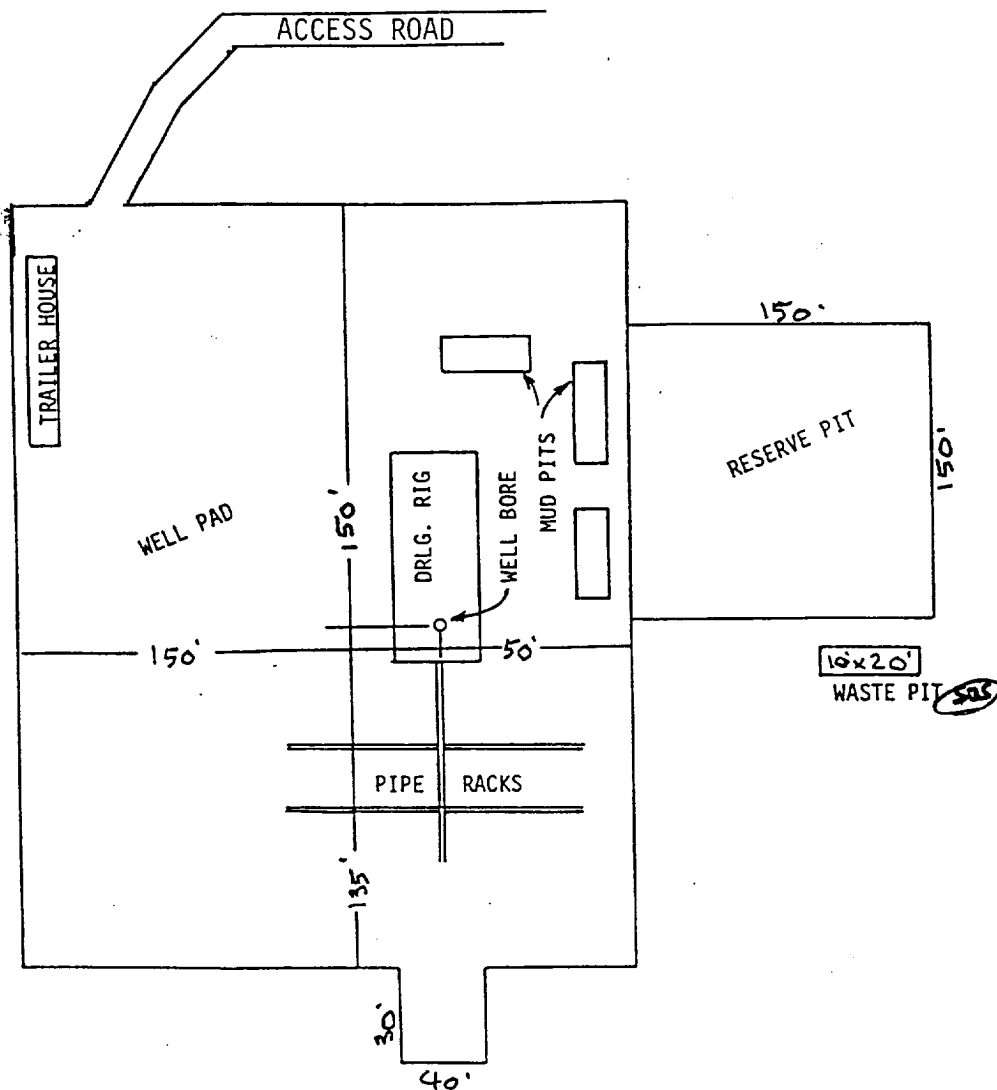 ACCESS ROAD
TRAILER HOUSE
150'
RESERVE PIT
150'
MUD PITS
WELL BORE
DRLG. RIG
WELL PAD
150'
150'
50'
10'x20'
WASTE PIT
PIPE RACKS
135'
30'
40'